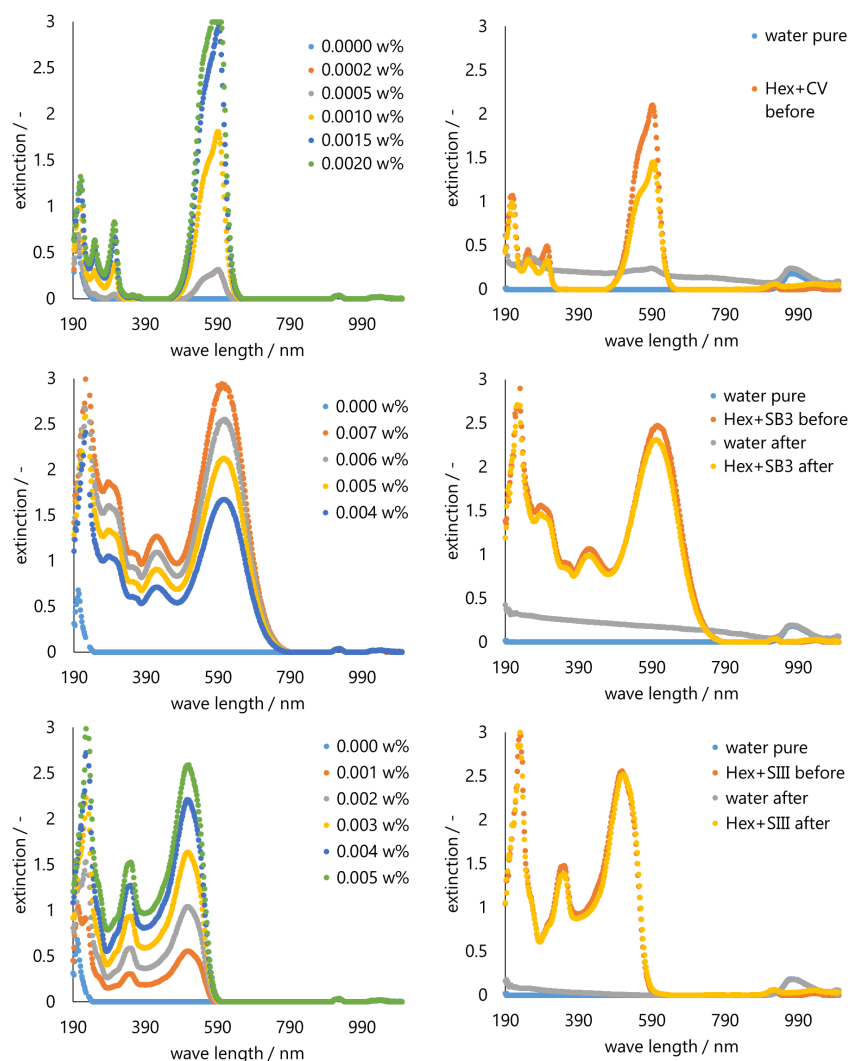 3
2.5
2
1.5
1
0.5
0
extinction / -
190
390
590
790
990
wave length / nm
0.0000 w%
0.0002 w%
0.0005 w%
0.0010 w%
0.0015 w%
0.0020 w%
3
2.5
2
1.5
1
0.5
0
extinction / -
190
390
590
790
990
wave length / nm
water pure
Hex+CV
before
3
2.5
2
1.5
1
0.5
0
extinction / -
190
390
590
790
990
wave length / nm
0.000 w%
0.007 w%
0.006 w%
0.005 w%
0.004 w%
3
2.5
2
1.5
1
0.5
0
extinction / -
190
390
590
790
990
wave length / nm
water pure
Hex+SB3 before
water after
Hex+SB3 after
3
2.5
2
1.5
1
0.5
0
extinction / -
190
390
590
790
990
wave length / nm
0.000 w%
0.001 w%
0.002 w%
0.003 w%
0.004 w%
0.005 w%
3
2.5
2
1.5
1
0.5
0
extinction / -
190
390
590
790
990
wave length / nm
water pure
Hex+SIII before
water after
Hex+SIII after